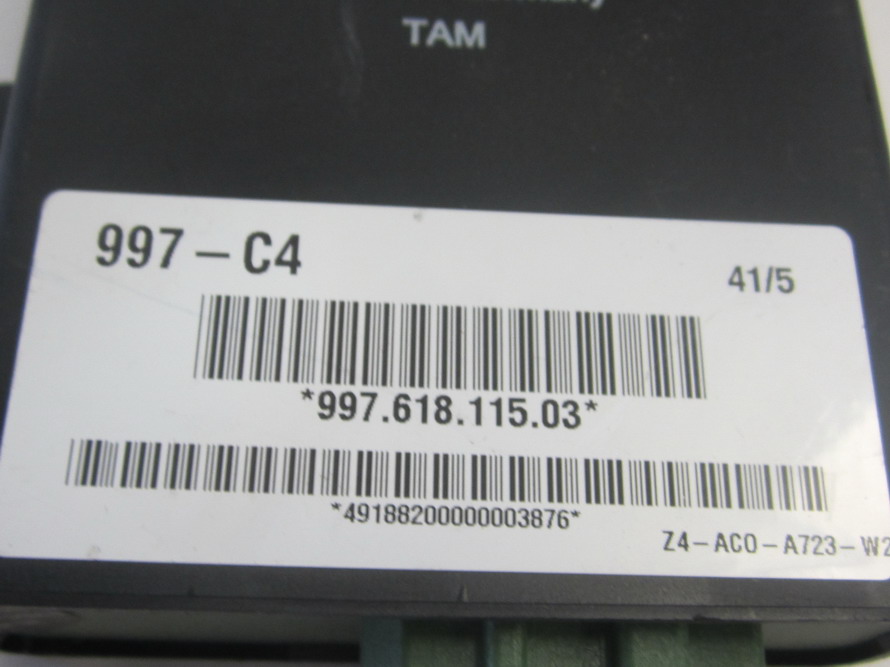 TAM
997-C4
41/5
*997.618.115.03*
*49188200000003876*
Z4-AC0-A723-W2